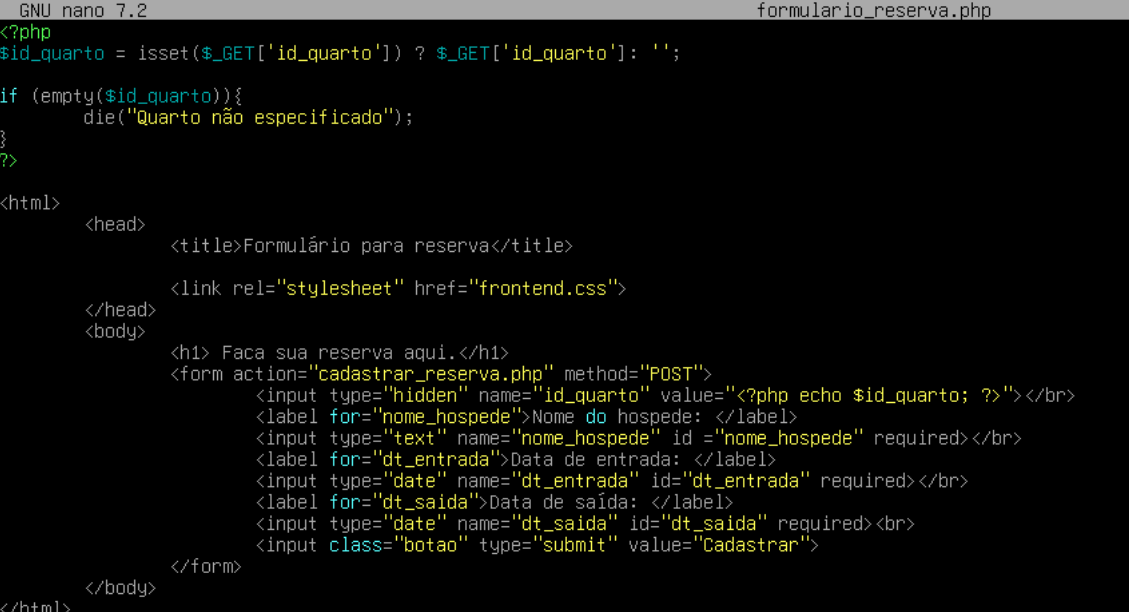 GNU nano 7.2 formulario_reserva.php
<?php
$id_quarto = isset($_GET['id_quarto']) ? $_GET['id_quarto']: '';
if (empty($id_quarto)){
die("Quarto não especificado");
}
?>
<html>
<head>
<title>Formulário para reserva</title>
<link rel="stylesheet" href="frontend.css">
</head>
<body>
<h1> Faca sua reserva aqui.</h1>
<form action="cadastrar_reserva.php" method="POST">
<input type="hidden" name="id_quarto" value="<?php echo $id_quarto; ?>"></br>
<label for="nome_hospede">Nome do hospede: </label>
<input type="text" name="nome_hospede" id ="nome_hospede" required></br>
<label for="dt_entrada">Data de entrada: </label>
<input type="date" name="dt_entrada" id="dt_entrada" required></br>
<label for="dt_saida">Data de saída: </label>
<input type="date" name="dt_saida" id="dt_saida" required><br>
<input class="botao" type="submit" value="Cadastrar">
</form>
</body>
</html>